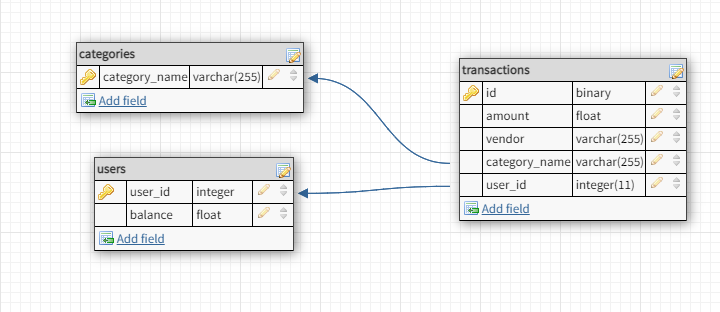 categories
category_name varchar(255)
Add field
users
user_id integer
balance float
Add field
transactions
id binary
amount float
vendor varchar(255)
category_name varchar(255)
user_id integer(11)
Add field